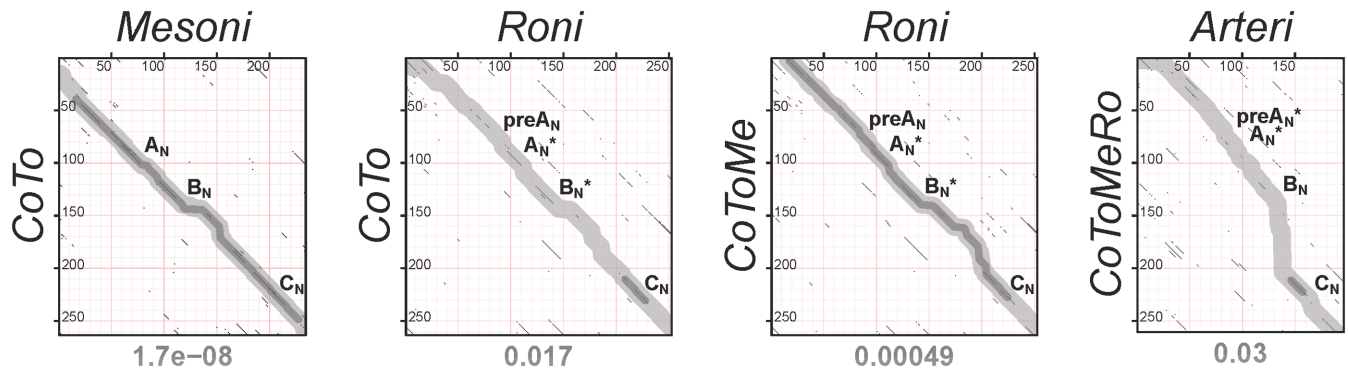 Mesoni
CoTo
50 100 150 200
50
100
150
200
250
A_N
B_N
C_N
1.7e−08
Roni
CoTo
50 100 150 200 250
50
100
150
200
250
preA_N
A_N*
B_N*
C_N
0.017
Roni
CoToMe
50 100 150 200 250
50
100
150
200
250
preA_N
A_N*
B_N*
C_N
0.00049
Arteri
CoToMeRo
50 100 150
50
100
150
200
250
preA_N*
A_N*
B_N
C_N
0.03